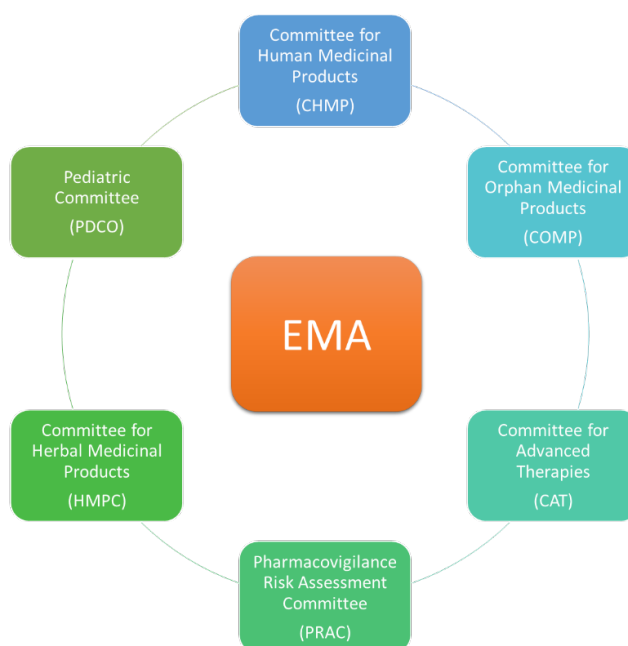 Committee for
Human Medicinal
Products
(CHMP)
Committee for
Orphan Medicinal
Products
(COMP)
Committee for
Advanced
Therapies
(CAT)
Pharmacovigilance
Risk Assessment
Committee
(PRAC)
Committee for
Herbal Medicinal
Products
(HMPC)
Pediatric
Committee
(PDCO)
EMA